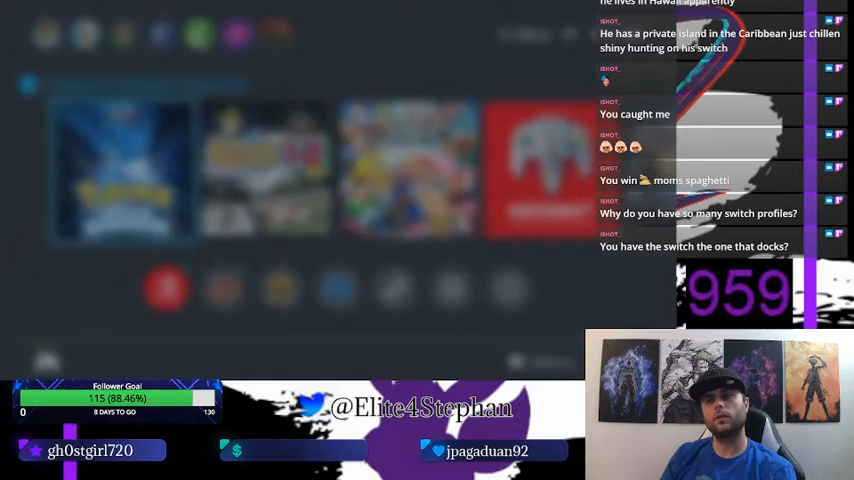 he lives in Hawaii apparently
ISHOT_
He has a private island in the Caribbean just chillen
shiny hunting on his switch
ISHOT_
ISHOT_
You caught me
ISHOT_
ISHOT_
You win moms spaghetti
ISHOT_
Why do you have so many switch profiles?
ISHOT_
You have the switch the one that docks?
959
Follower Goal
115 (88.46%)
0
8 DAYS TO GO
130
@Elite4Stephan
gh0stgirl720
$
jpagaduan92